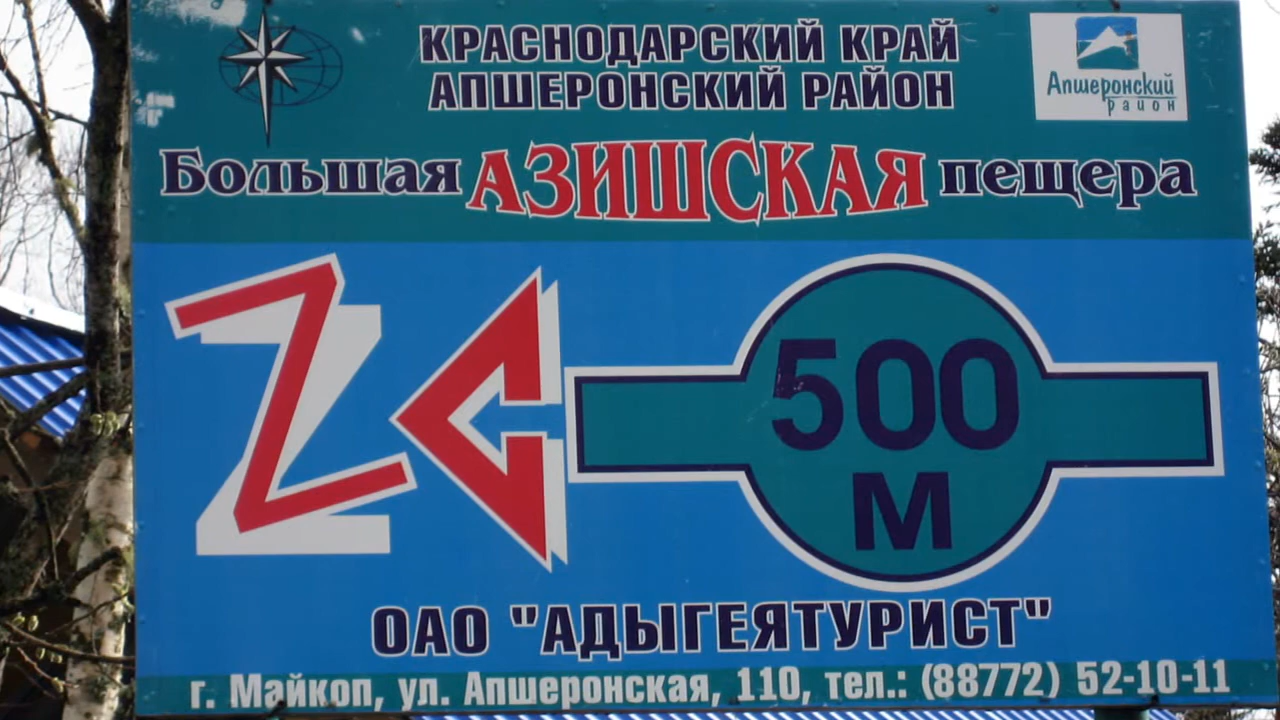 КРАСНОДАРСКИЙ КРАЙ
АПШЕРОНСКИЙ РАЙОН
Апшеронский
район
Большая АЗИШСКАЯ пещера
500
М
ОАО "АДЫГЕЯТУРИСТ"
г. Майкоп, ул. Апшеронская, 110, тел.: (88772) 52-10-11